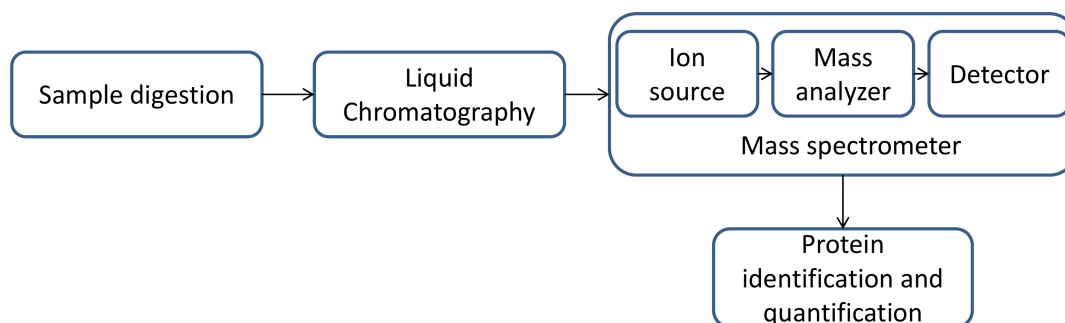 Sample digestion
Liquid
Chromatography
Ion
source
Mass
analyzer
Detector
Mass spectrometer
Protein
identification and
quantification